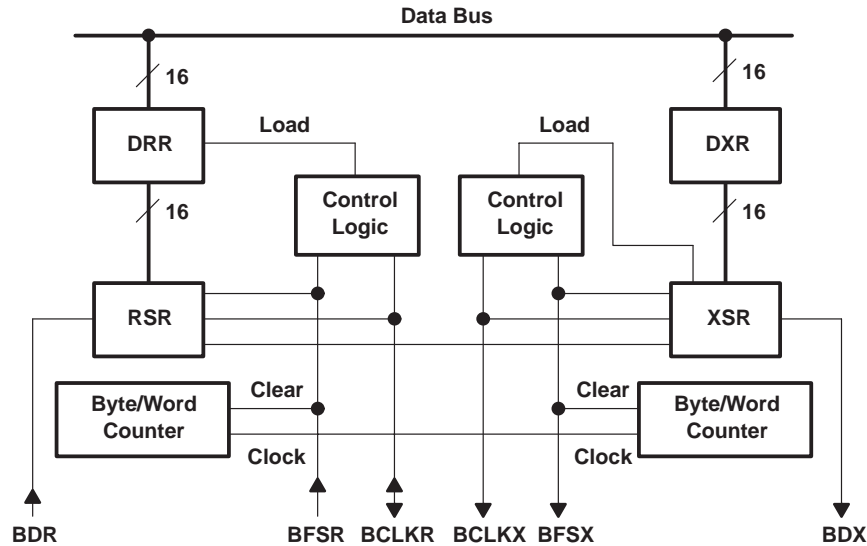 Data Bus
16
16
DRR
Load
Load
DXR
Control
Logic
Control
Logic
16
16
RSR
XSR
Byte/Word
Counter
Clear
Clock
Clear
Clock
Byte/Word
Counter
BDR
BFSR
BCLKR
BCLKX
BFSX
BDX